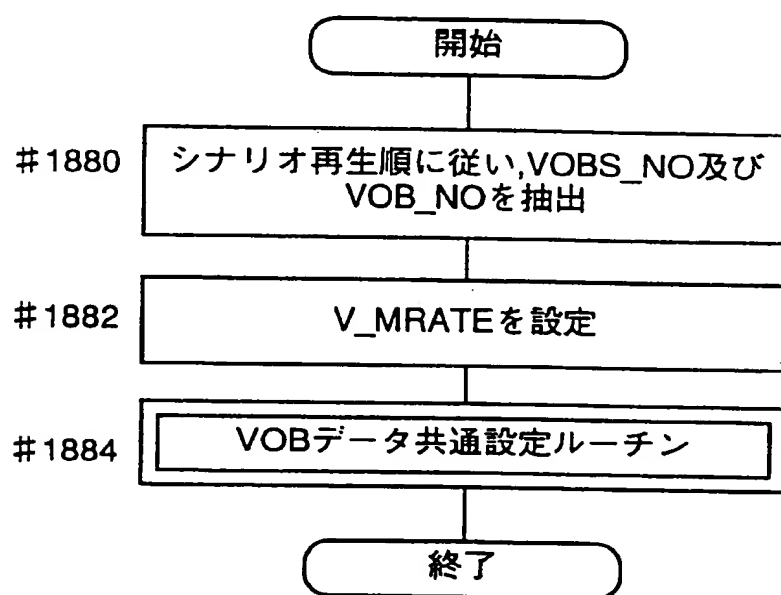 開始
#1880
シナリオ再生順に従い,VOBS_NO及び
VOB_NOを抽出
#1882
V_MRATEを設定
#1884
VOBデータ共通設定ルーチン
終了